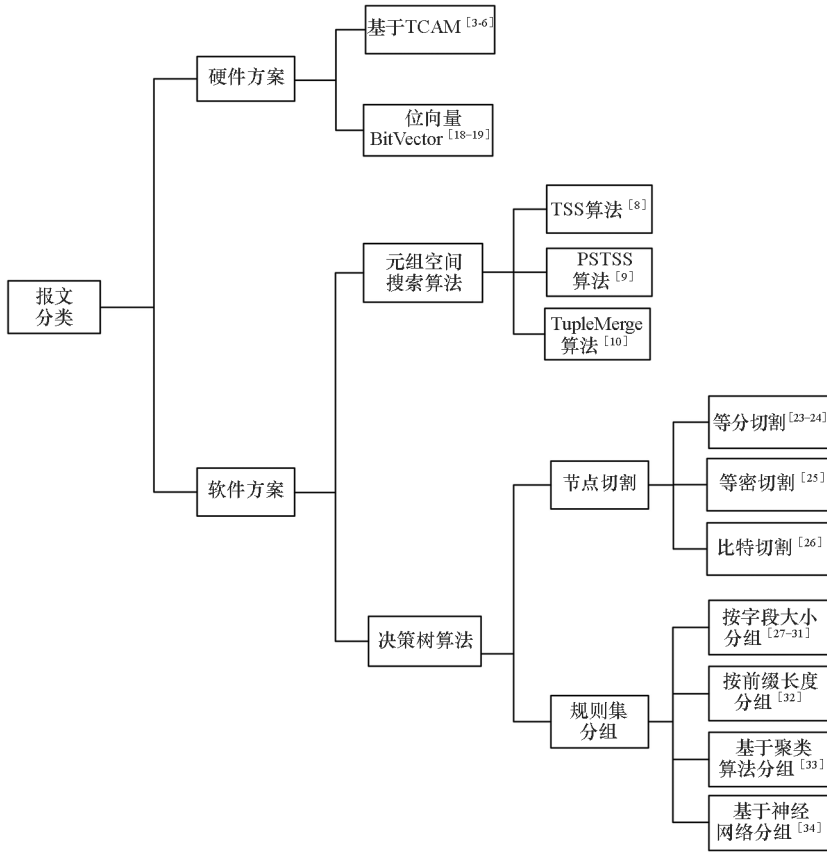 报文
分类
硬件方案
基于TCAM[3-6]
位向量
BitVector[18-19]
软件方案
元组空间
搜索算法
TSS算法[8]
PSTSS
算法[9]
TupleMerge
算法[10]
决策树算法
节点切割
等分切割[23-24]
等密切割[25]
比特切割[26]
规则集
分组
按字段大小
分组[27-31]
按前缀长度
分组[32]
基于聚类
算法分组[33]
基于神经
网络分组[34]